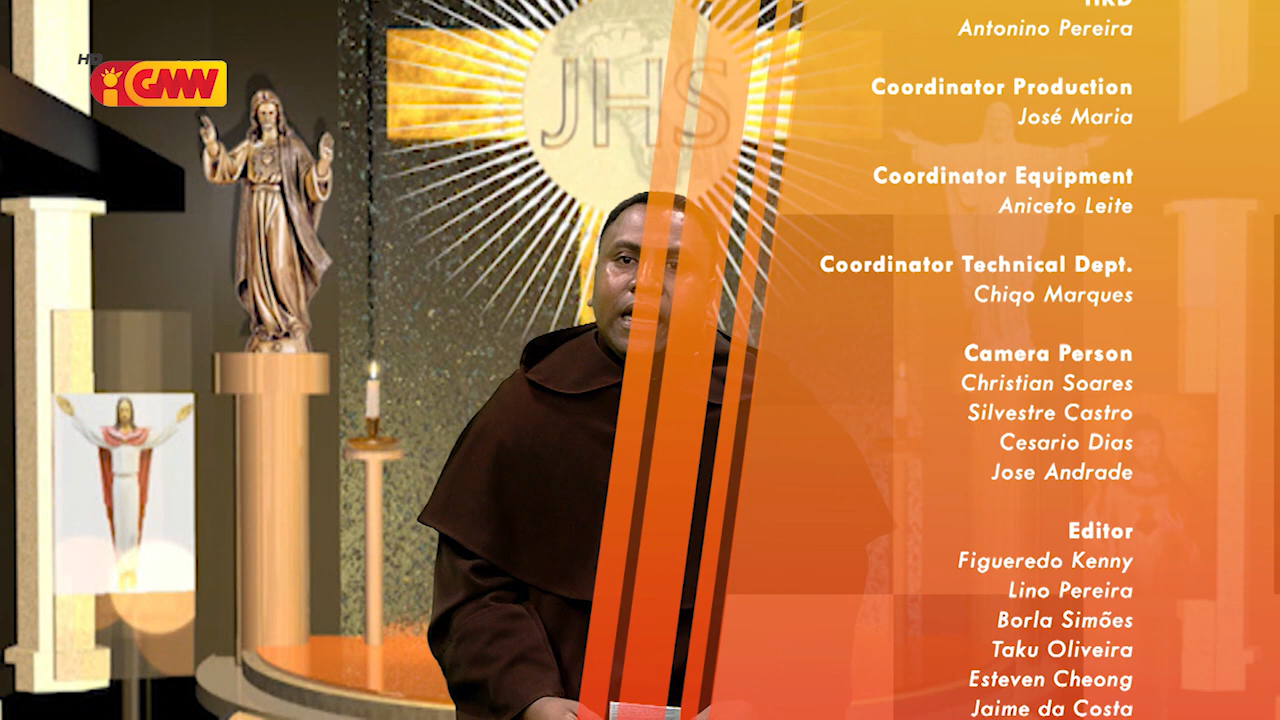 HD
GMN
JHS
HRD
Antonino Pereira
Coordinator Production
José Maria
Coordinator Equipment
Aniceto Leite
Coordinator Technical Dept.
Chiqo Marques
Camera Person
Christian Soares
Silvestre Castro
Cesario Dias
Jose Andrade
Editor
Figueredo Kenny
Lino Pereira
Borla Simões
Taku Oliveira
Esteven Cheong
Jaime da Costa